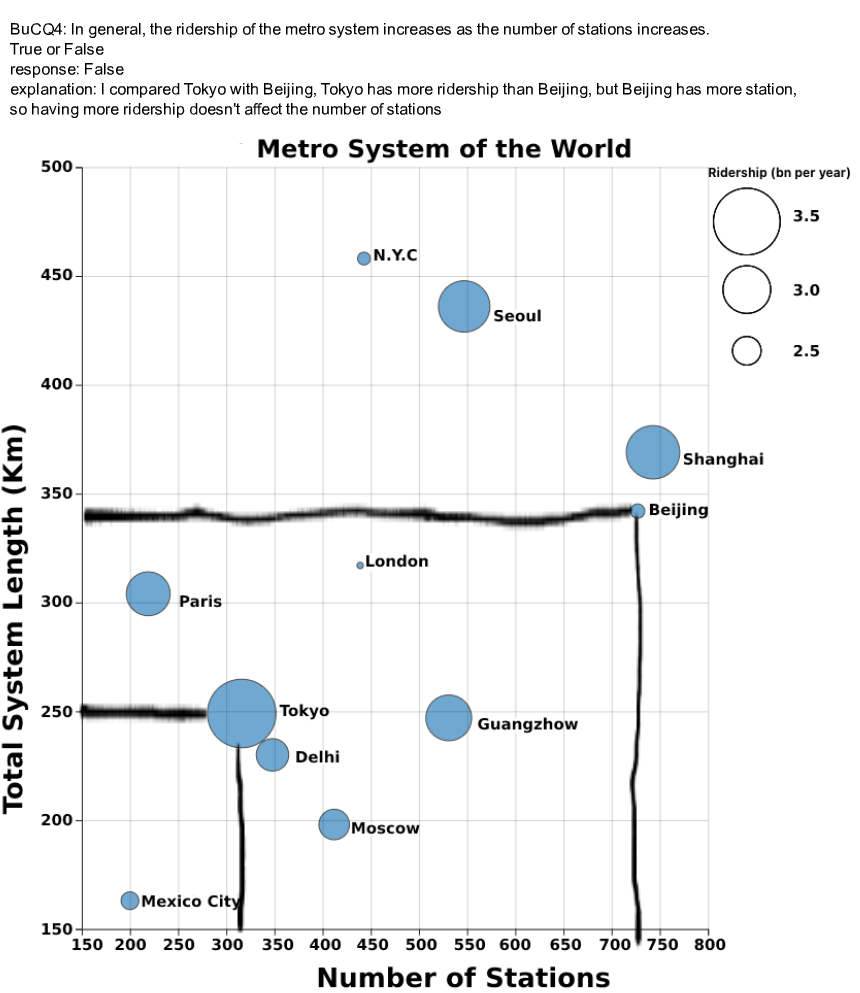 BuCQ4: In general, the ridership of the metro system increases as the number of stations increases.
True or False
response: False
explanation: I compared Tokyo with Beijing, Tokyo has more ridership than Beijing, but Beijing has more station,
so having more ridership doesn't affect the number of stations
Metro System of the World
Ridership (bn per year)
3.5
3.0
2.5
Total System Length (Km)
500
450
400
350
300
250
200
150
N.Y.C
Seoul
Shanghai
Beijing
London
Paris
Tokyo
Guangzhow
Delhi
Moscow
Mexico City
150 200 250 300 350 400 450 500 550 600 650 700 750 800
Number of Stations